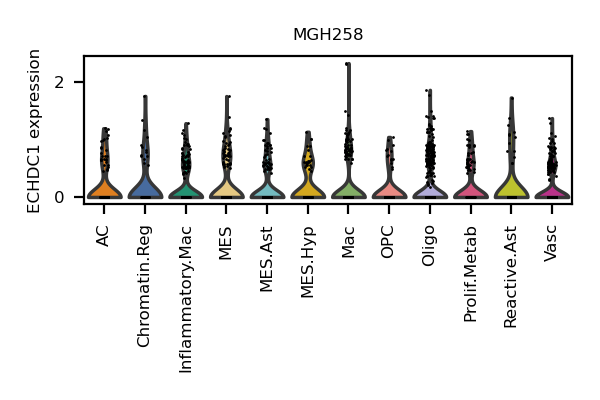 MGH258
ECHDC1 expression
2
0
AC
Chromatin.Reg
Inflammatory.Mac
MES
MES.Ast
MES.Hyp
Mac
OPC
Oligo
Prolif.Metab
Reactive.Ast
Vasc